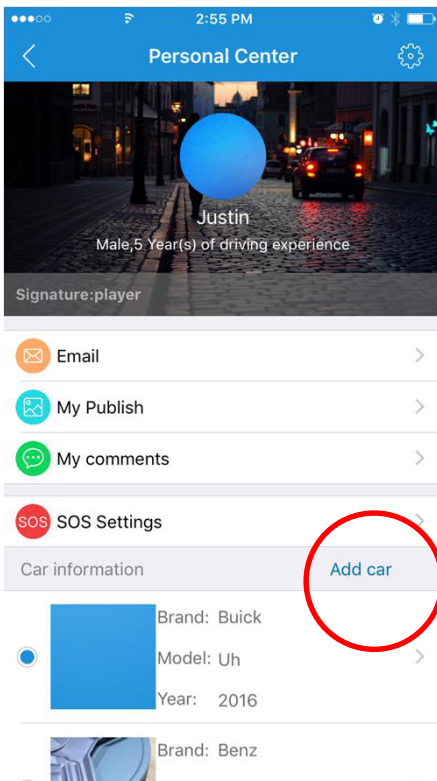 2:55 PM
Personal Center
Justin
Male,5 Year(s) of driving experience
Signature:player
Email
My Publish
My comments
SOS SOS Settings
Car information Add car
Brand: Buick
Model: Uh
Year: 2016
Brand: Benz